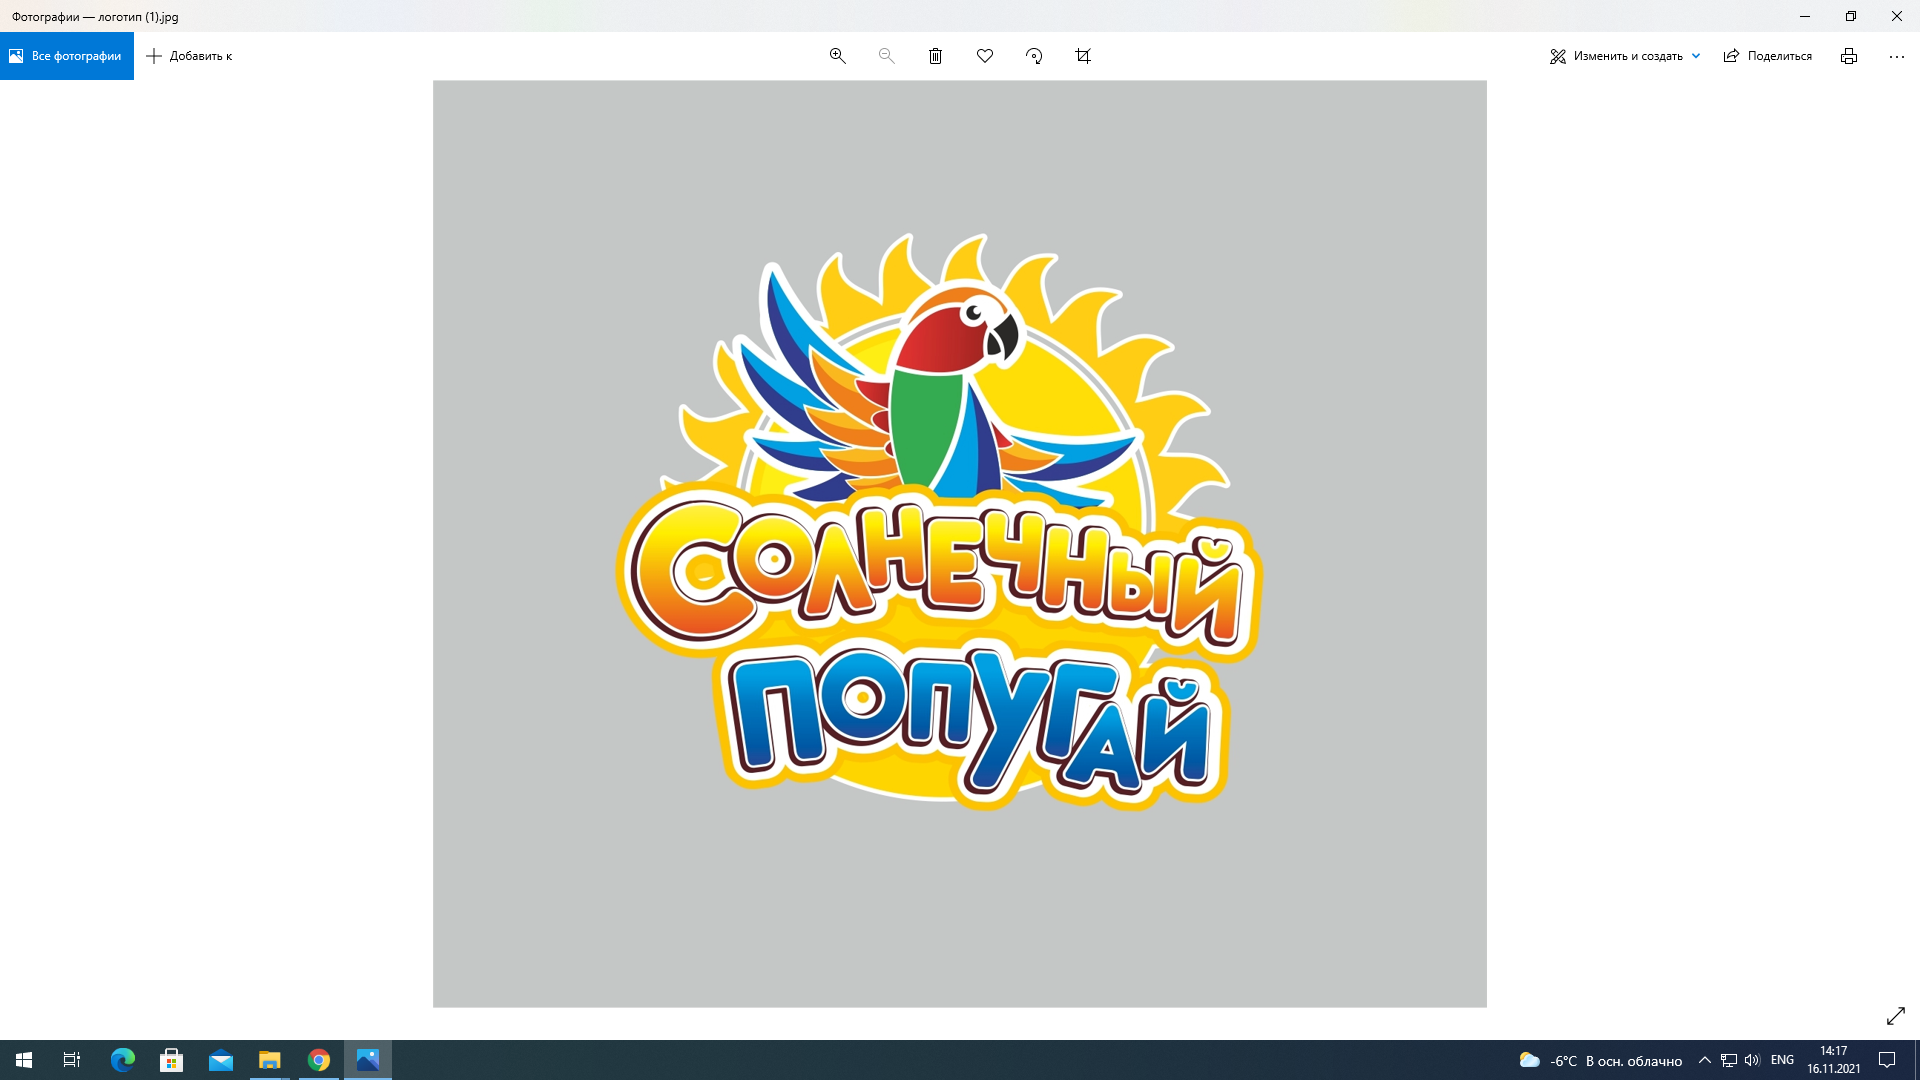 Фотографии — логотип (1).jpg
Все фотографии
Добавить к
Изменить и создать
Поделиться
СОЛНЕЧНЫЙ
ПОПУГАЙ
-6°C В осн. облачно
ENG
14:17
16.11.2021